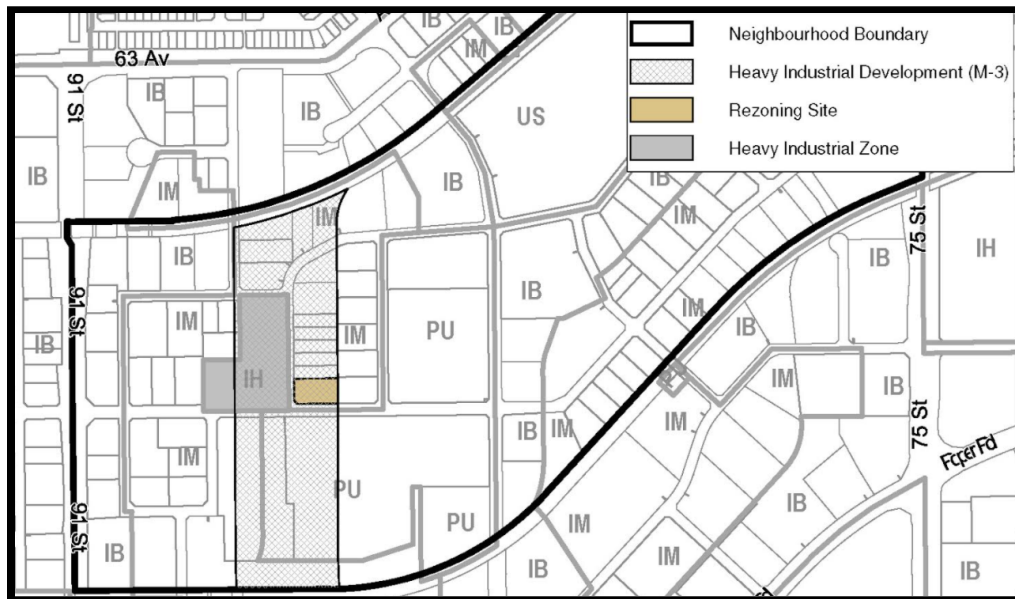 Neighbourhood Boundary
Heavy Industrial Development (M-3)
Rezoning Site
Heavy Industrial Zone
IB
IB
IM
63 Av
91 St
IB
IB
US
IB
IM
IB
IB
IM
IM
75 St
IH
IB
IB
91 St
IM
IB
IM
PU
IB
IM
IB
IH
IM
IB
75 St
IM
IM
IB
IM
PU
91 St
IB
PU
IM
IM
IB
IB